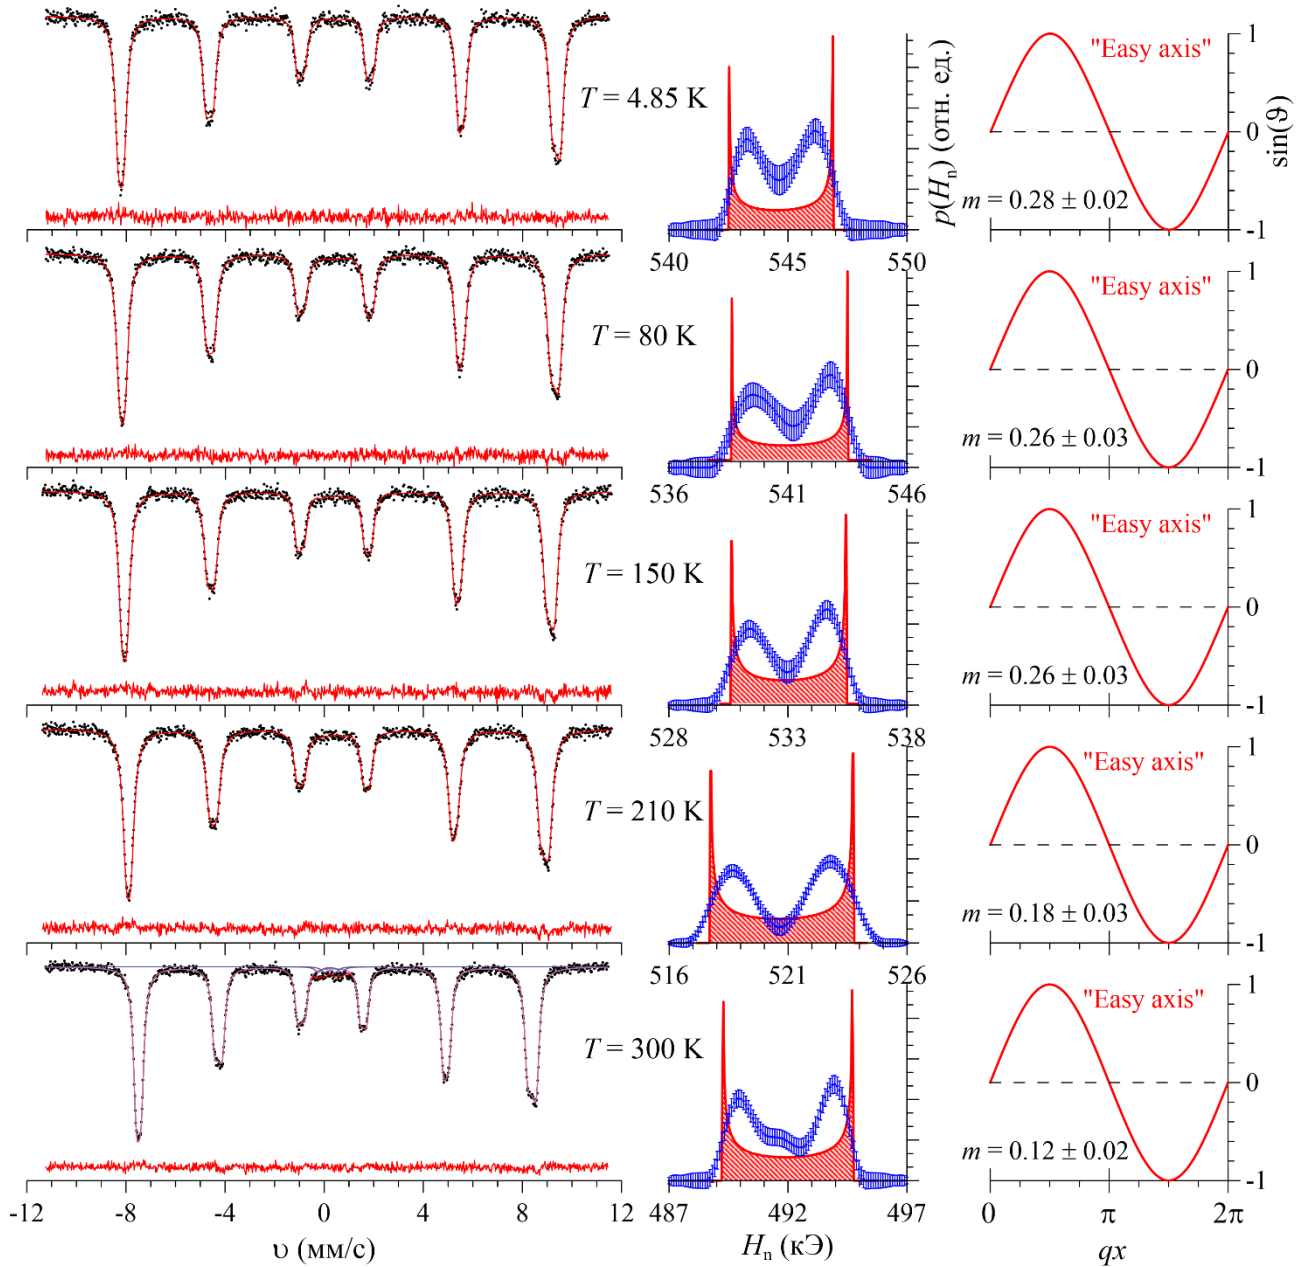 T = 4.85 K
p(Hₙ) (отн. ед.)
"Easy axis"
1
0
-1
sin(ϑ)
m = 0.28 ± 0.02
540 545 550
T = 80 K
"Easy axis"
1
0
-1
m = 0.26 ± 0.03
536 541 546
T = 150 K
"Easy axis"
1
0
-1
m = 0.26 ± 0.03
528 533 538
T = 210 K
"Easy axis"
1
0
-1
m = 0.18 ± 0.03
516 521 526
T = 300 K
"Easy axis"
1
0
-1
m = 0.12 ± 0.02
-12 -8 -4 0 4 8 12
487 492 497
0 π 2π
υ (мм/с)
Hₙ (кЭ)
qx